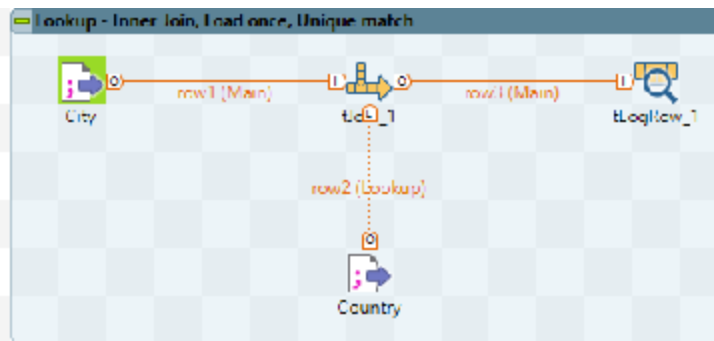 Lookup - Inner Join, Load once, Unique match
row1 (Main)
row3 (Main)
City
tLogRow_1
row2 (Lookup)
Country